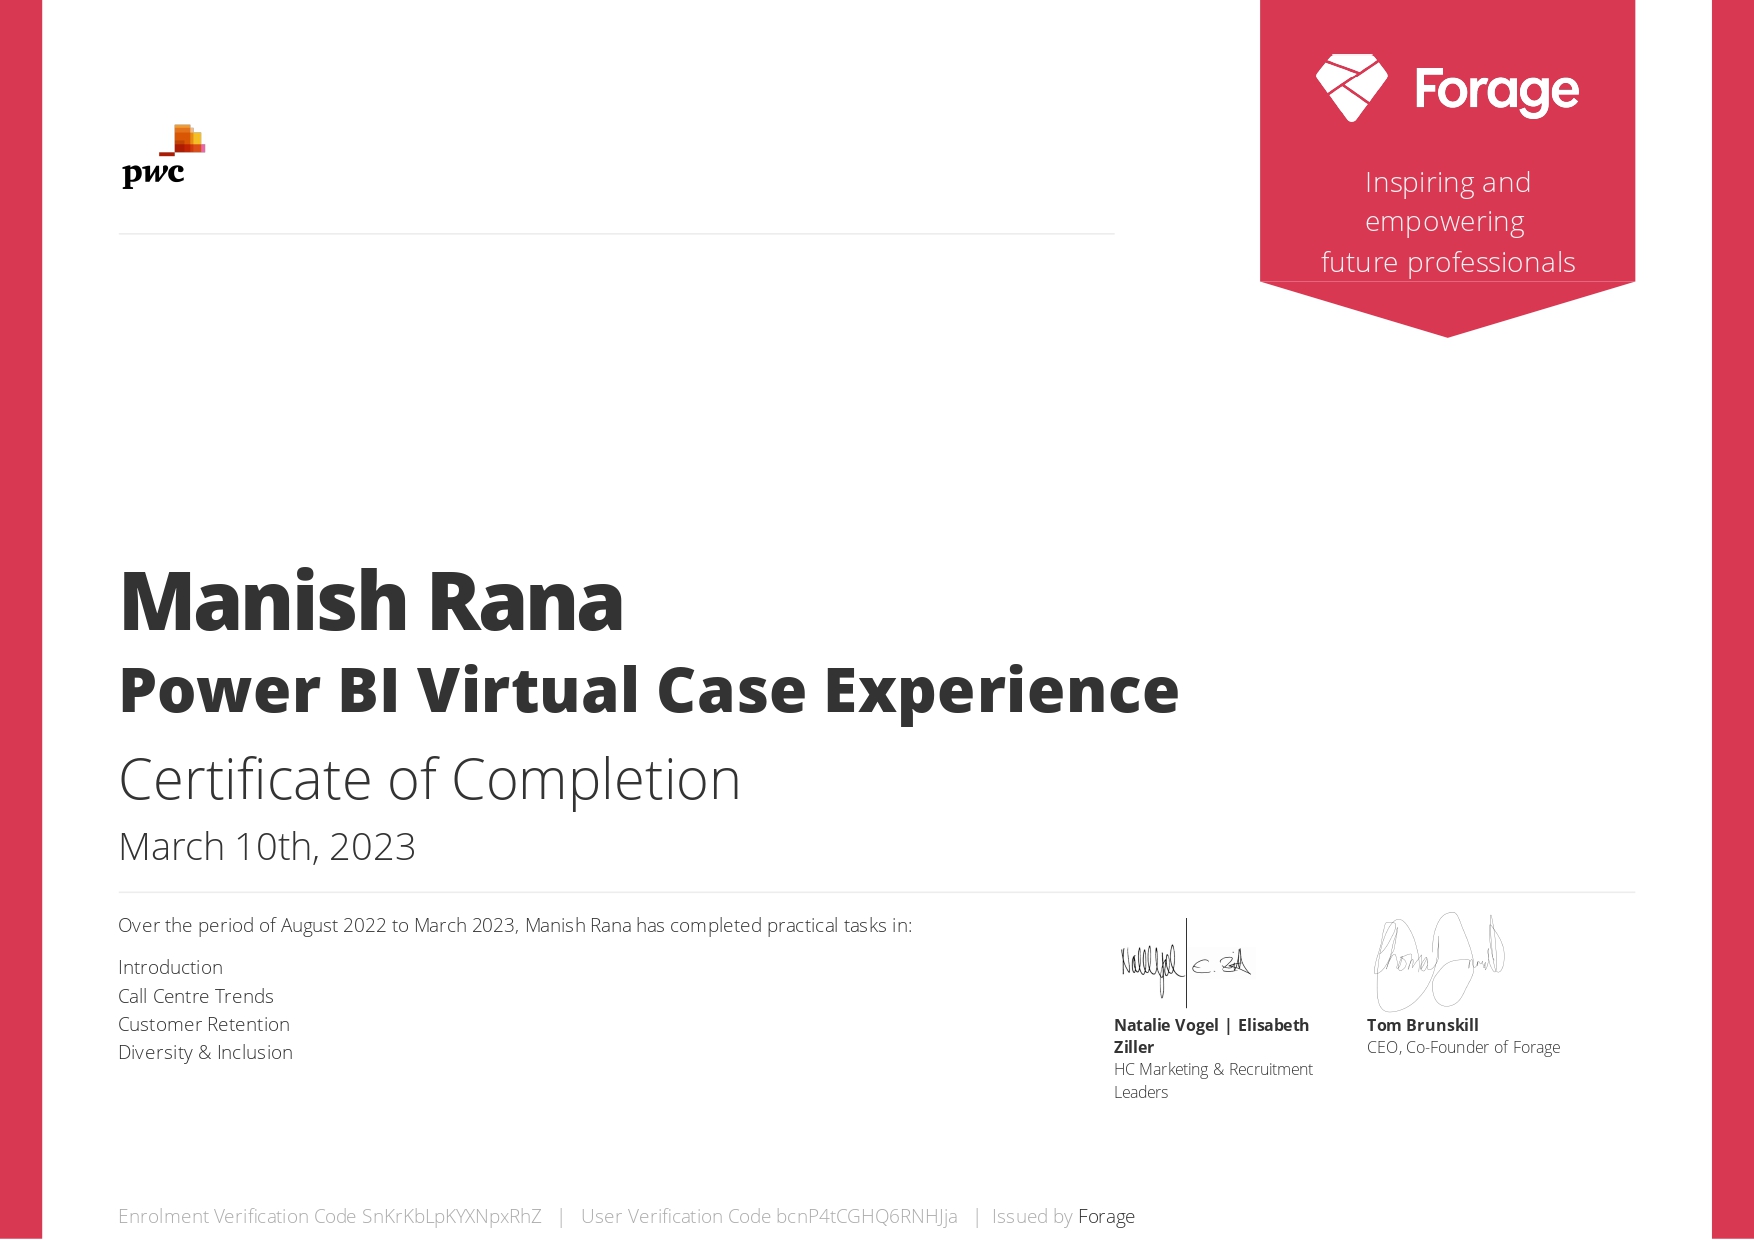 pwc
Forage
Inspiring and
empowering
future professionals
Manish Rana
Power BI Virtual Case Experience
Certificate of Completion
March 10th, 2023
Over the period of August 2022 to March 2023, Manish Rana has completed practical tasks in:
Introduction
Call Centre Trends
Customer Retention
Diversity & Inclusion
Natalie Vogel | Elisabeth
Ziller
HC Marketing & Recruitment
Leaders
Tom Brunskill
CEO, Co-Founder of Forage
Enrolment Verification Code SnKrKbLpKYXNpxRhZ | User Verification Code bcnP4tCGHQ6RNHJja | Issued by Forage